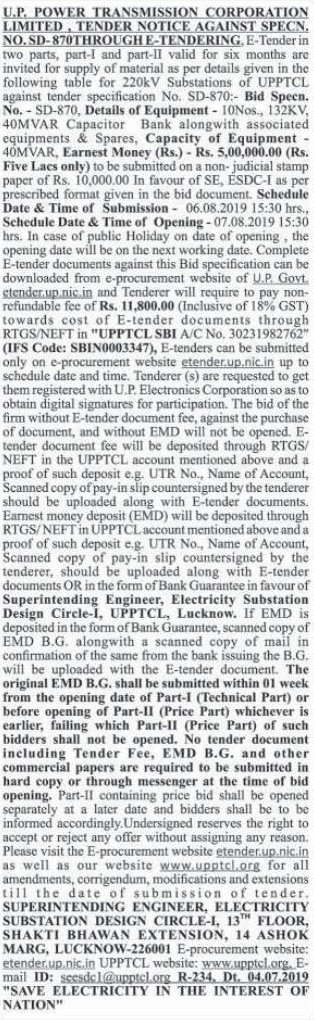 U.P. POWER TRANSMISSION CORPORATION
LIMITED , TENDER NOTICE AGAINST SPECN.
NO. SD- 870THROUGH E-TENDERING. E-Tender in
two parts, part-I and part-II valid for six months are
invited for supply of material as per details given in the
following table for 220kV Substations of UPPTCL
against tender specification No. SD-870:- Bid Specn.
No. - SD-870, Details of Equipment - 10Nos., 132KV,
40MVAR Capacitor Bank alongwith associated
equipments & Spares, Capacity of Equipment -
40MVAR, Earnest Money (Rs.) - Rs. 5,00,000.00 (Rs.
Five Lacs only) to be submitted on a non- judicial stamp
paper of Rs. 10,000.00 In favour of SE, ESDC-I as per
prescribed format given in the bid document. Schedule
Date & Time of Submission - 06.08.2019 15:30 hrs.,
Schedule Date & Time of Opening - 07.08.2019 15:30
hrs. In case of public Holiday on date of opening , the
opening date will be on the next working date. Complete
E-tender documents against this Bid specification can be
downloaded from e-procurement website of U.P. Govt.
etender.up.nic.in and Tenderer will require to pay non-
refundable fee of Rs. 11,800.00 (Inclusive of 18% GST)
towards cost of E-tender documents through
RTGS/NEFT in "UPPTCL SBI A/C No. 30231982762"
(IFS Code: SBIN0003347), E-tenders can be submitted
only on e-procurement website etender.up.nic.in up to
schedule date and time. Tenderer (s) are requested to get
them registered with U.P. Electronics Corporation so as to
obtain digital signatures for participation. The bid of the
firm without E-tender document fee, against the purchase
of document, and without EMD will not be opened. E-
tender document fee will be deposited through RTGS/
NEFT in the UPPTCL account mentioned above and a
proof of such deposit e.g. UTR No., Name of Account,
Scanned copy of pay-in slip countersigned by the tenderer
should be uploaded along with E-tender documents.
Earnest money deposit (EMD) will be deposited through
RTGS/ NEFT in UPPTCL account mentioned above and a
proof of such deposit e.g. UTR No., Name of Account,
Scanned copy of pay-in slip countersigned by the
tenderer, should be uploaded along with E-tender
documents OR in the form of Bank Guarantee in favour of
Superintending Engineer, Electricity Substation
Design Circle-I, UPPTCL, Lucknow. If EMD is
deposited in the form of Bank Guarantee, scanned copy of
EMD B.G. alongwith a scanned copy of mail in
confirmation of the same from the bank issuing the B.G.
will be uploaded with the E-tender document. The
original EMD B.G. shall be submitted within 01 week
from the opening date of Part-I (Technical Part) or
before opening of Part-II (Price Part) whichever is
earlier, failing which Part-II (Price Part) of such
bidders shall not be opened. No tender document
including Tender Fee, EMD B.G. and other
commercial papers are required to be submitted in
hard copy or through messenger at the time of bid
opening. Part-II containing price bid shall be opened
separately at a later date and bidders shall be to be
informed accordingly.Undersigned reserves the right to
accept or reject any offer without assigning any reason.
Please visit the E-procurement website etender.up.nic.in
as well as our website www.upptcl.org for all
amendments, corrigendum, modifications and extensions
till the date of submission of tender.
SUPERINTENDING ENGINEER, ELECTRICITY
SUBSTATION DESIGN CIRCLE-I, 13TH FLOOR,
SHAKTI BHAWAN EXTENSION, 14 ASHOK
MARG, LUCKNOW-226001 E-procurement website:
etender.up.nic.in UPPTCL website: www.upptcl.org, E-
mail ID: seesdc1@upptcl.org R-234, Dt. 04.07.2019
"SAVE ELECTRICITY IN THE INTEREST OF
NATION"